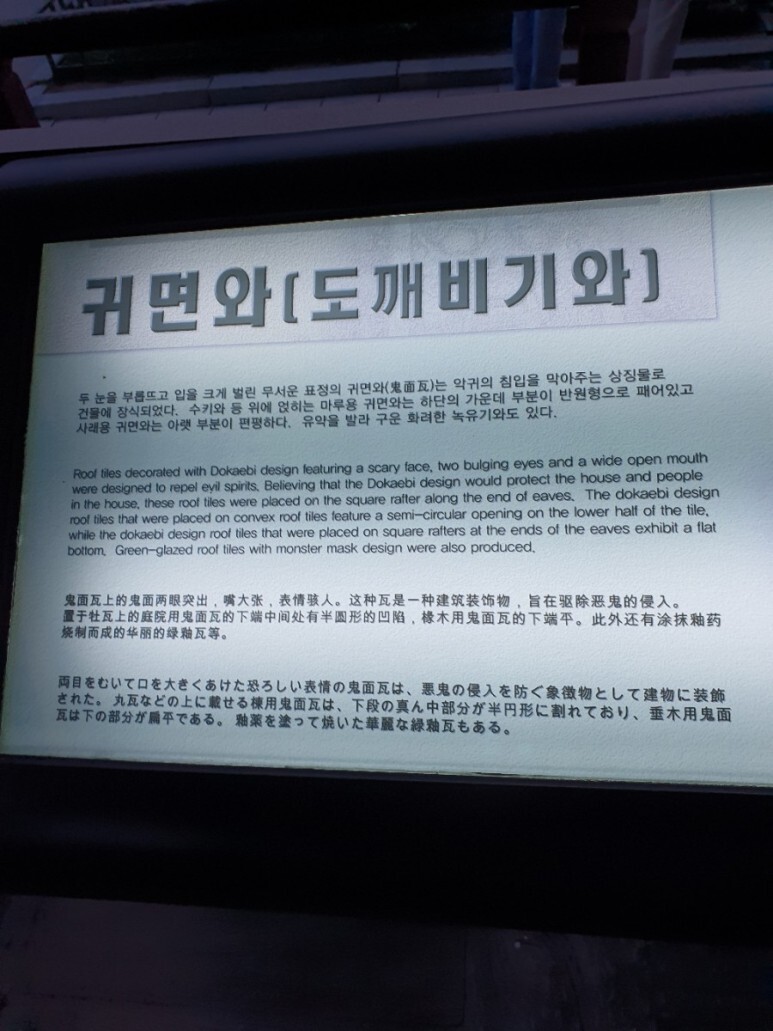 귀면와(도깨비기와)
두 눈을 부릅뜨고 입을 크게 벌린 무서운 표정의 귀면와(鬼面瓦)는 악귀의 침입을 막아주는 상징물로
건물에 장식되었다. 수키와 등 위에 얹히는 마루용 귀면와는 하단의 가운데 부분이 반원형으로 패어있고
사래용 귀면와는 아랫 부분이 편평하다. 유약을 발라 구운 화려한 녹유기와도 있다.
Roof tiles decorated with Dokaebi design featuring a scary face, two bulging eyes and a wide open mouth
were designed to repel eyil spirits. Believing that the Dokaebi design would protect the house and people
in the house, these roof tiles were placed on the square rafter along the end of eaves. The dokaebi design
roof tiles that were placed on convex roof tiles feature a semi-circular opening on the lower half of the tile,
while the dokaebi design roof tiles that were placed on square rafters at the ends of the eaves exhibit a flat
bottom. Green-glazed roof tiles with monster mask design were also produced.
鬼面瓦上的鬼面两眼突出，嘴大张，表情骇人。这种瓦是一种建筑装饰物，旨在驱除恶鬼的侵入。
置于牡瓦上的庭院用鬼面瓦的下端中间处有半圆形的凹陷，椽木用鬼面瓦的下端平。此外还有涂抹釉药
烧制而成的华丽的绿釉瓦等。
両目をむいて口を大きくあけた恐ろしい表情の鬼面瓦は、悪鬼の侵入を防ぐ象徴物として建物に装飾
された。丸瓦などの上に載せる棟用鬼面瓦は、下段の真ん中部分が半円形に割れており、垂木用鬼面
瓦は下の部分が扁平である。釉薬を塗って焼いた華麗な緑釉瓦もある。